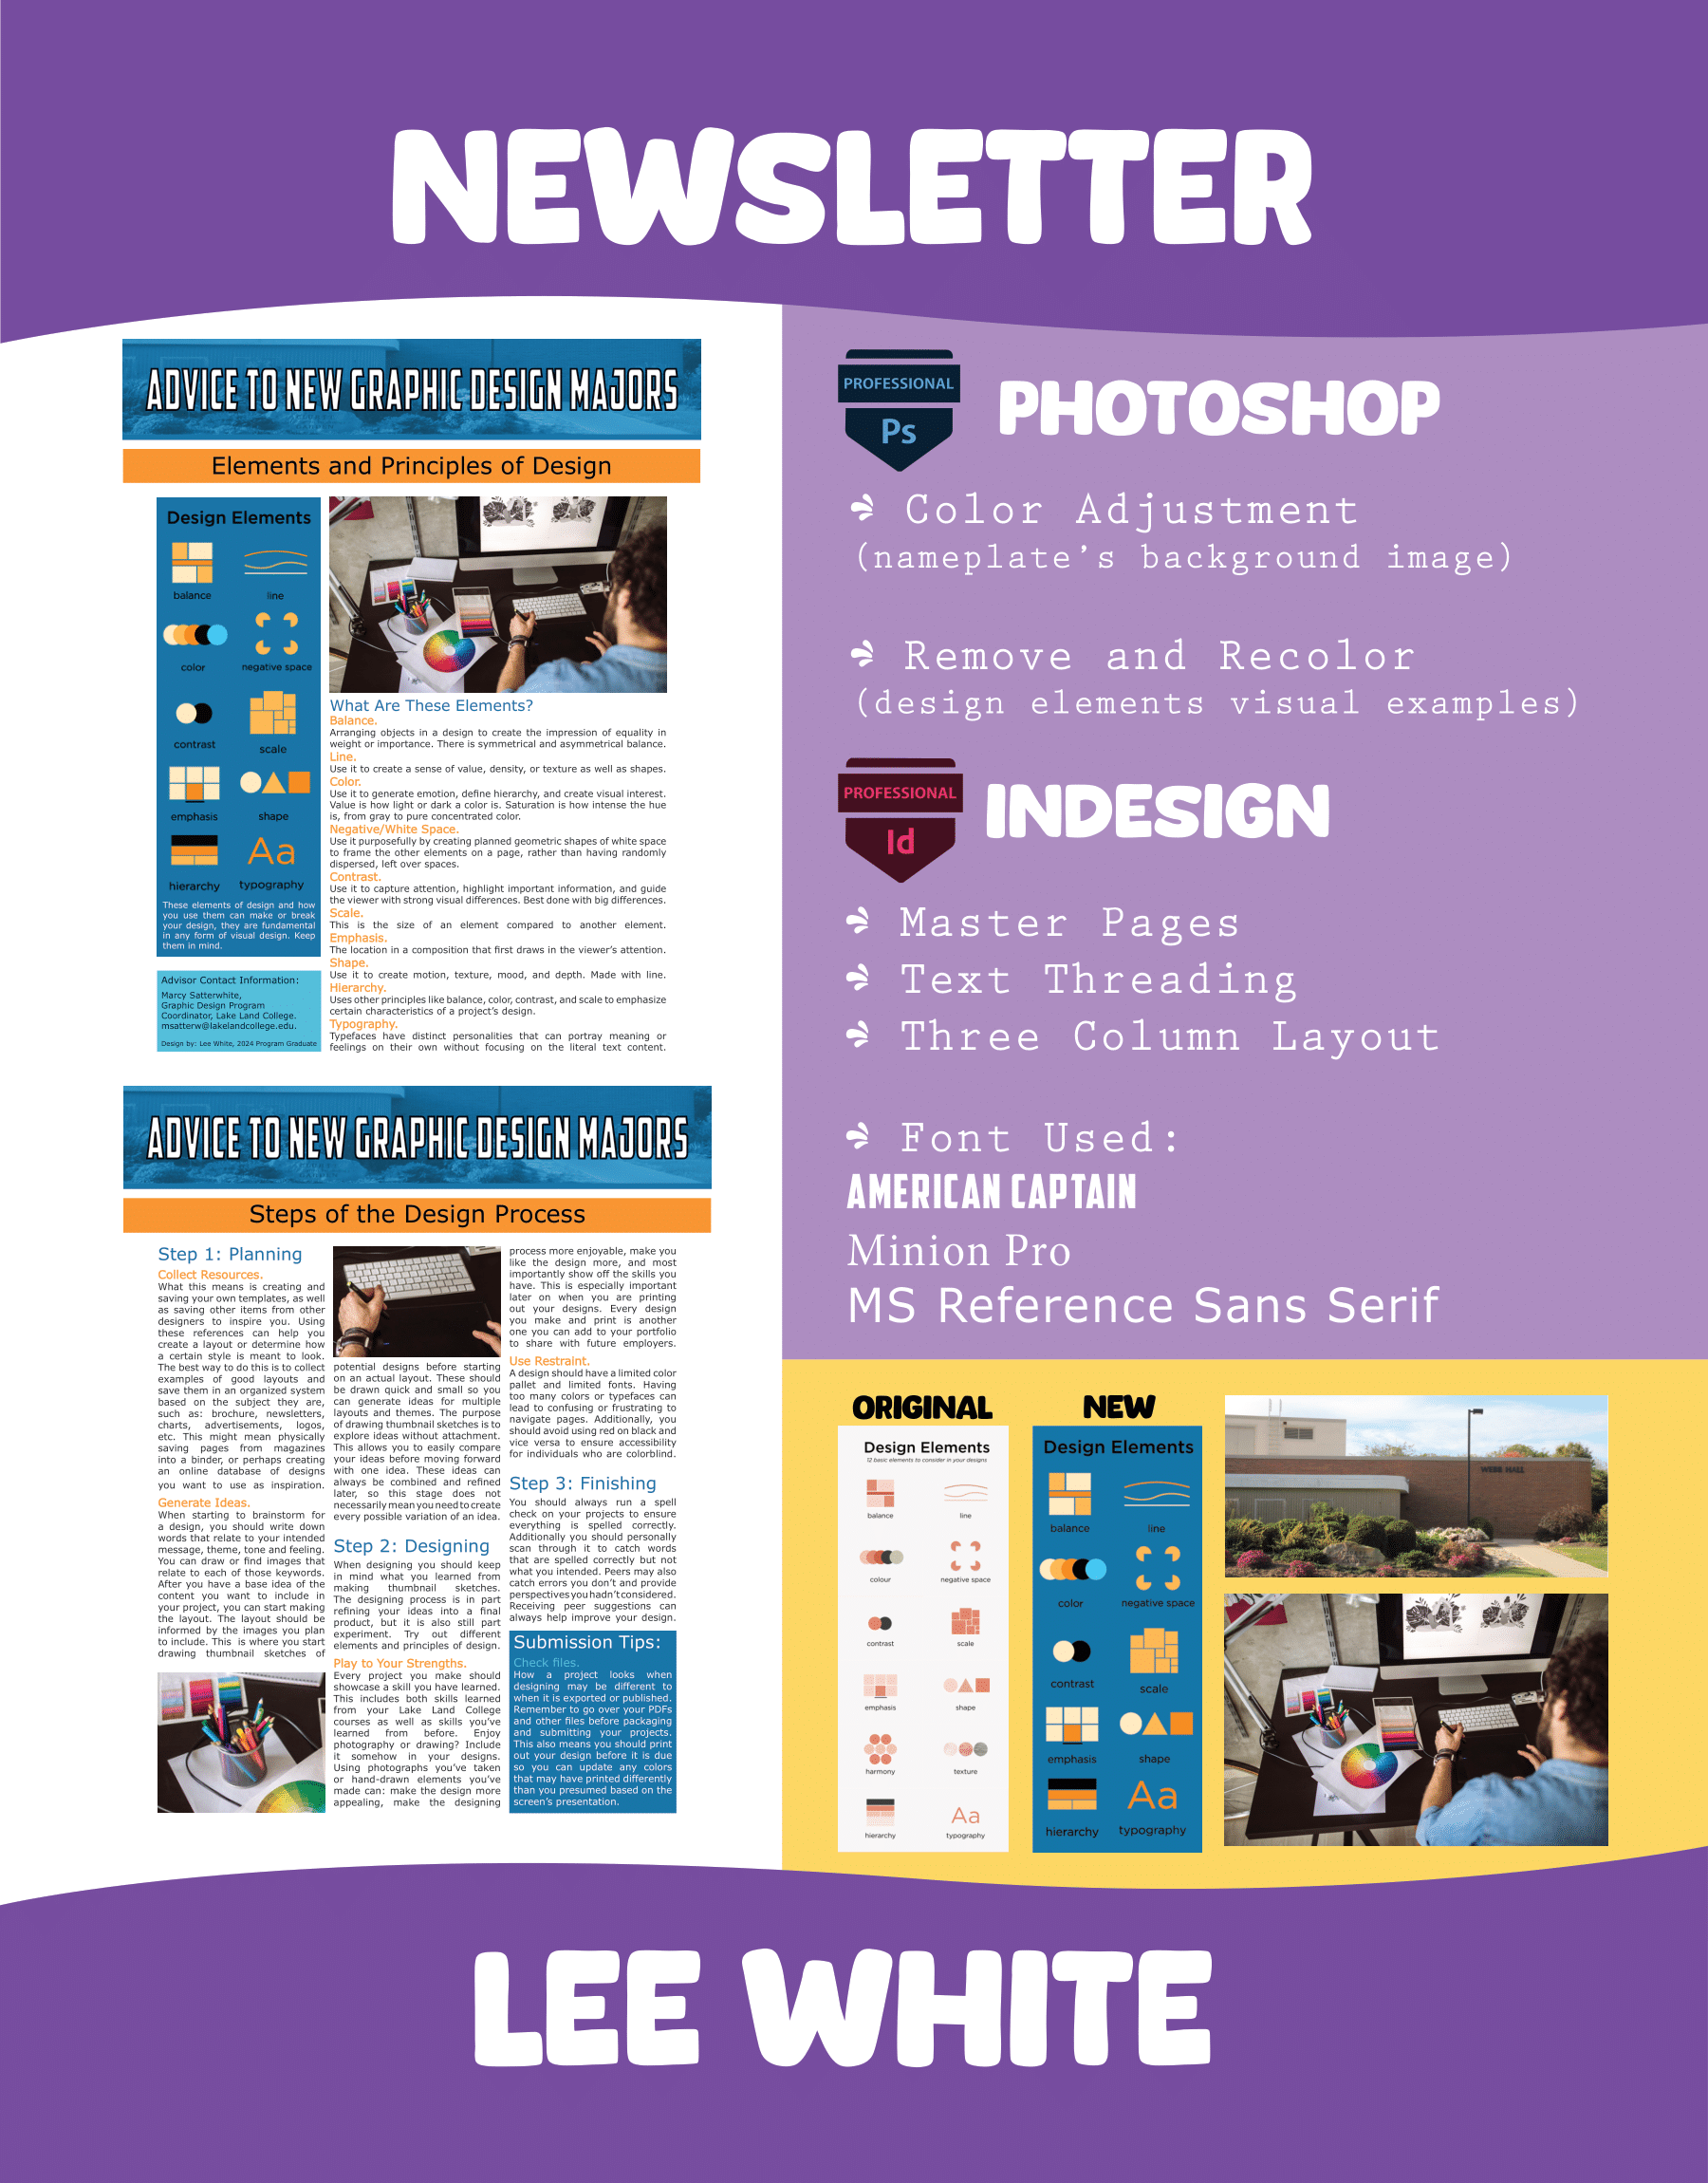 NEWSLETTER
ADVICE TO NEW GRAPHIC DESIGN MAJORS
Elements and Principles of Design
Design Elements
balance
line
color
negative space
contrast
scale
emphasis
shape
Aa
hierarchy
typography
These elements of design and how
you use them can make or break
your design, they are fundamental
in any form of visual design. Keep
them in mind.
Advisor Contact Information:
Marcy Satterwhite,
Graphic Design Program
Coordinator, Lake Land College.
msatterw@lakelandcollege.edu.
Design by: Lee White, 2024 Program Graduate
What Are These Elements?
Balance.
Arranging objects in a design to create the impression of equality in
weight or importance. There is symmetrical and asymmetrical balance.
Line.
Use it to create a sense of value, density, or texture as well as shapes.
Color.
Use it to generate emotion, define hierarchy, and create visual interest.
Value is how light or dark a color is. Saturation is how intense the hue
is, from gray to pure concentrated color.
Negative/White Space.
Use it purposefully by creating planned geometric shapes of white space
to frame the other elements on a page, rather than having randomly
dispersed, left over spaces.
Contrast.
Use it to capture attention, highlight important information, and guide
the viewer with strong visual differences. Best done with big differences.
Scale.
This is the size of an element compared to another element.
Emphasis.
The location in a composition that first draws in the viewer's attention.
Shape.
Use it to create motion, texture, mood, and depth. Made with line.
Hierarchy.
Uses other principles like balance, color, contrast, and scale to emphasize
certain characteristics of a project's design.
Typography.
Typefaces have distinct personalities that can portray meaning or
feelings on their own without focusing on the literal text content.
ADVICE TO NEW GRAPHIC DESIGN MAJORS
Steps of the Design Process
Step 1: Planning
Collect Resources.
What this means is creating and
saving your own templates, as well
as saving other items from other
designers to inspire you. Using
these references can help you
create a layout or determine how
a certain style is meant to look.
The best way to do this is to collect
examples of good layouts and
save them in an organized system
based on the subject they are,
such as: brochure, newsletters,
charts, advertisements, logos,
etc. This might mean physically
saving pages from magazines
into a binder, or perhaps creating
an online database of designs
you want to use as inspiration.
Generate Ideas.
When starting to brainstorm for
a design, you should write down
words that relate to your intended
message, theme, tone and feeling.
You can draw or find images that
relate to each of those keywords.
After you have a base idea of the
content you want to include in
your project, you can start making
the layout. The layout should be
informed by the images you plan
to include. This is where you start
drawing thumbnail sketches of
potential designs before starting
on an actual layout. These should
be drawn quick and small so you
can generate ideas for multiple
layouts and themes. The purpose
of drawing thumbnail sketches is to
explore ideas without attachment.
This allows you to easily compare
your ideas before moving forward
with one idea. These ideas can
always be combined and refined
later, so this stage does not
necessarily mean you need to create
every possible variation of an idea.
Step 2: Designing
When designing you should keep
in mind what you learned from
making thumbnail sketches.
The designing process is in part
refining your ideas into a final
product, but it is also still part
experiment. Try out different
elements and principles of design.
Play to Your Strengths.
Every project you make should
showcase a skill you have learned.
This includes both skills learned
from your Lake Land College
courses as well as skills you've
learned from before. Enjoy
photography or drawing? Include
it somehow in your designs.
Using photographs you've taken
or hand-drawn elements you've
made can: make the design more
appealing, make the designing
process more enjoyable, make you
like the design more, and most
importantly show off the skills you
have. This is especially important
later on when you are printing
out your designs. Every design
you make and print is another
one you can add to your portfolio
to share with future employers.
Use Restraint.
A design should have a limited color
pallet and limited fonts. Having
too many colors or typefaces can
lead to confusing or frustrating to
navigate pages. Additionally, you
should avoid using red on black and
vice versa to ensure accessibility
for individuals who are colorblind.
Step 3: Finishing
You should always run a spell
check on your projects to ensure
everything is spelled correctly.
Additionally you should personally
scan through it to catch words
that are spelled correctly but not
what you intended. Peers may also
catch errors you don't and provide
perspectives you hadn't considered.
Receiving peer suggestions can
always help improve your design.
Submission Tips:
Check files.
How a project looks when
designing may be different to
when it is exported or published.
Remember to go over your PDFs
and other files before packaging
and submitting your projects.
This also means you should print
out your design before it is due
so you can update any colors
that may have printed differently
than you presumed based on the
screen's presentation.
PROFESSIONAL
Ps
PHOTOSHOP
Color Adjustment
(nameplate's background image)
Remove and Recolor
(design elements visual examples)
PROFESSIONAL
Id
INDESIGN
Master Pages
Text Threading
Three Column Layout
Font Used:
AMERICAN CAPTAIN
Minion Pro
MS Reference Sans Serif
ORIGINAL
Design Elements
12 basic elements to consider in your designs
balance
line
colour
negative space
contrast
scale
emphasis
shape
harmony
texture
Aa
hierarchy
typography
NEW
Design Elements
balance
line
color
negative space
contrast
scale
emphasis
shape
Aa
hierarchy
typography
WEBB HALL
LEE WHITE